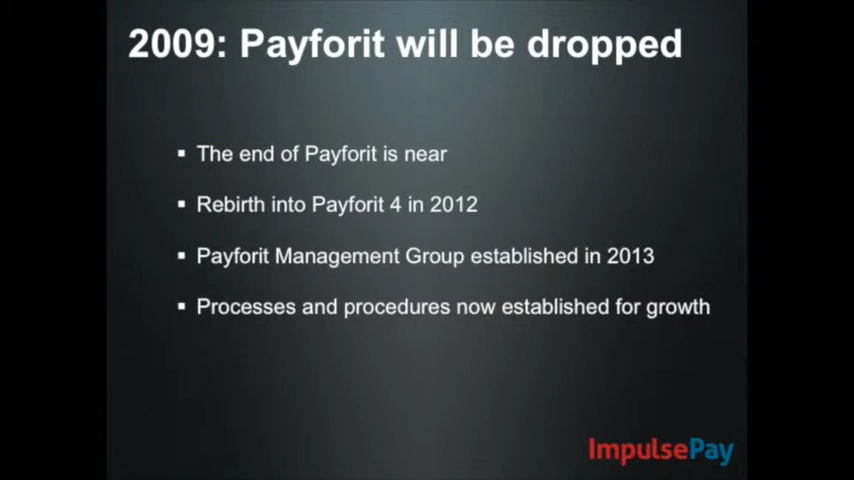 2009: Payforit will be dropped
▪ The end of Payforit is near
▪ Rebirth into Payforit 4 in 2012
▪ Payforit Management Group established in 2013
▪ Processes and procedures now established for growth
ImpulsePay